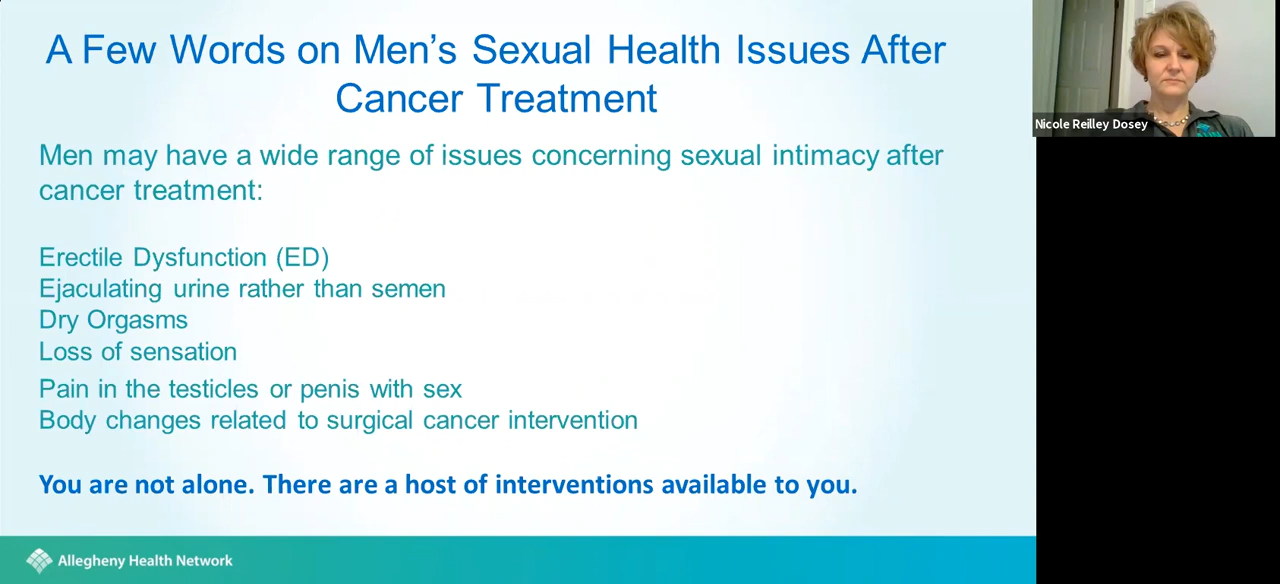 A Few Words on Men's Sexual Health Issues After
Cancer Treatment
Men may have a wide range of issues concerning sexual intimacy after
cancer treatment:
Erectile Dysfunction (ED)
Ejaculating urine rather than semen
Dry Orgasms
Loss of sensation
Pain in the testicles or penis with sex
Body changes related to surgical cancer intervention
You are not alone. There are a host of interventions available to you.
Allegheny Health Network
Nicole Reilley Dosey